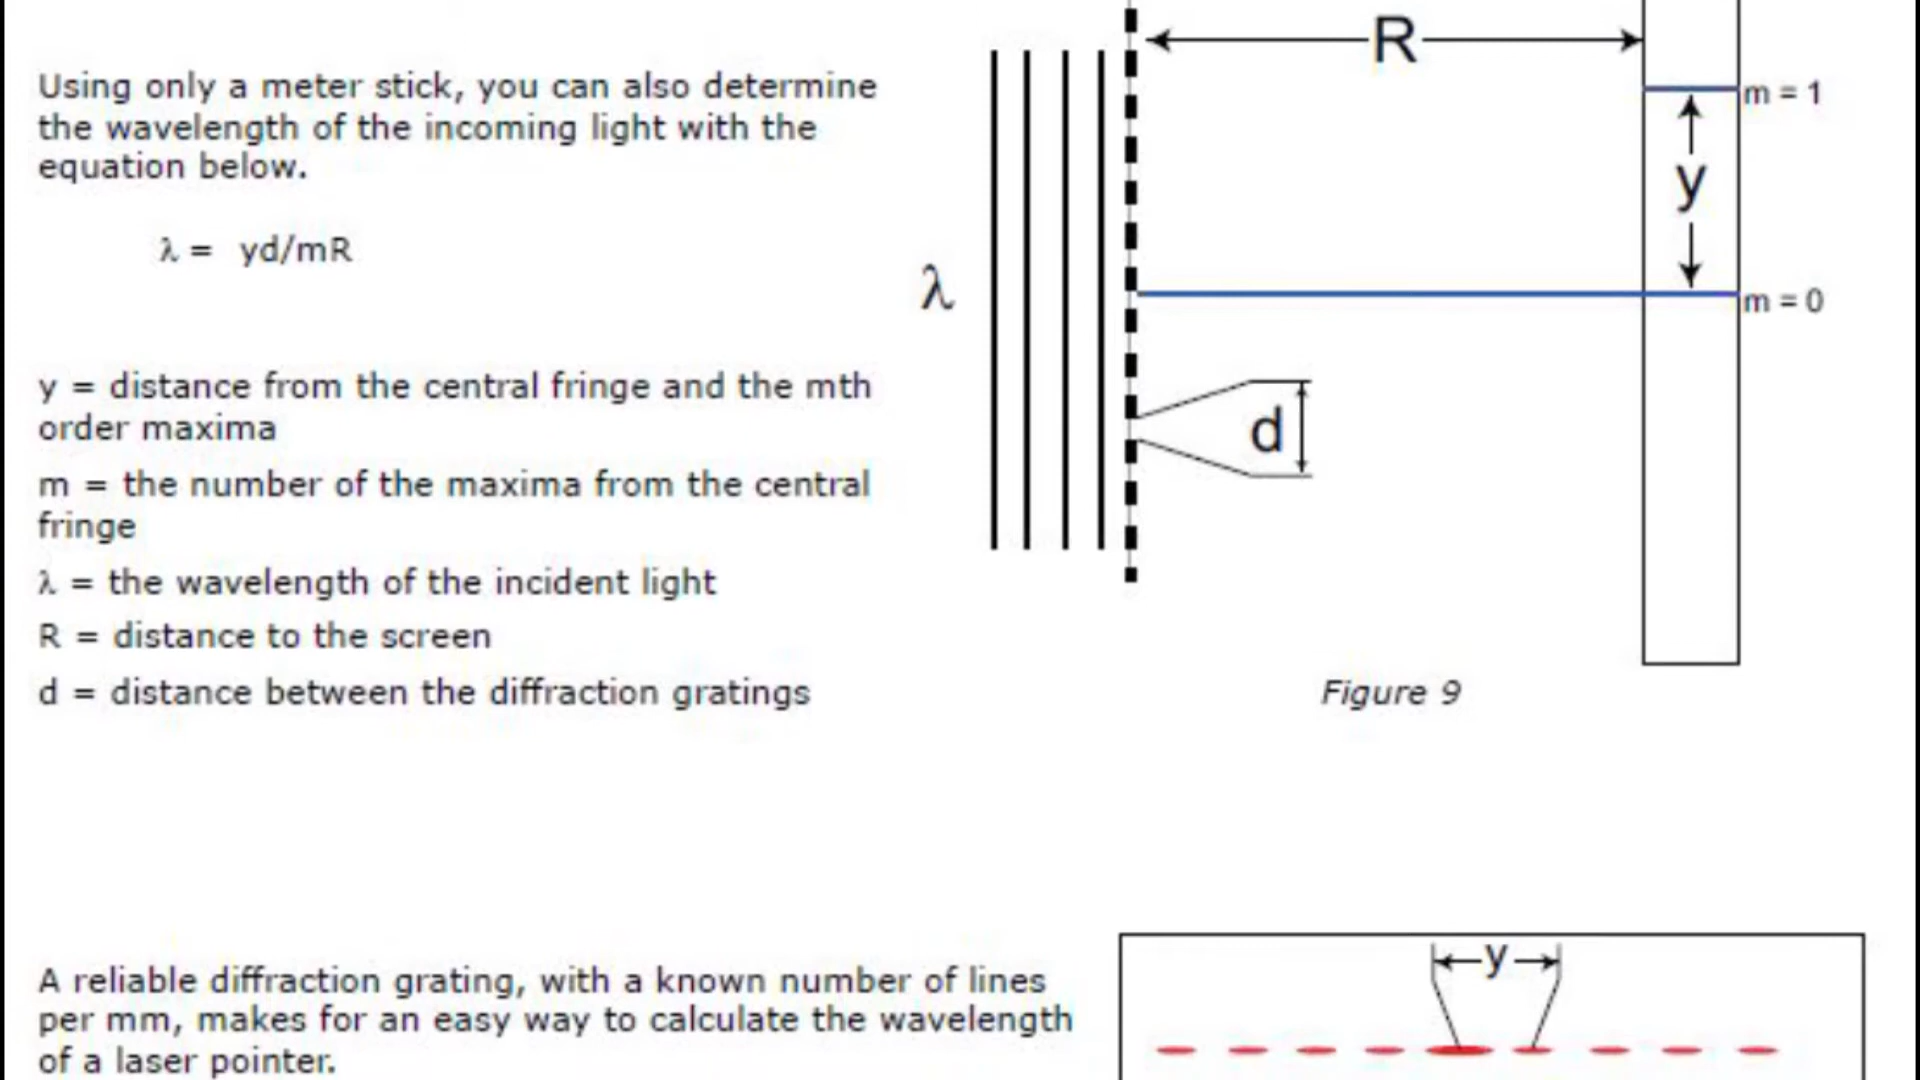 Using only a meter stick, you can also determine
the wavelength of the incoming light with the
equation below.
λ = yd/mR
y = distance from the central fringe and the mth
order maxima
m = the number of the maxima from the central
fringe
λ = the wavelength of the incident light
R = distance to the screen
d = distance between the diffraction gratings
R
m = 1
y
λ
m = 0
d
Figure 9
A reliable diffraction grating, with a known number of lines
per mm, makes for an easy way to calculate the wavelength
of a laser pointer.
y